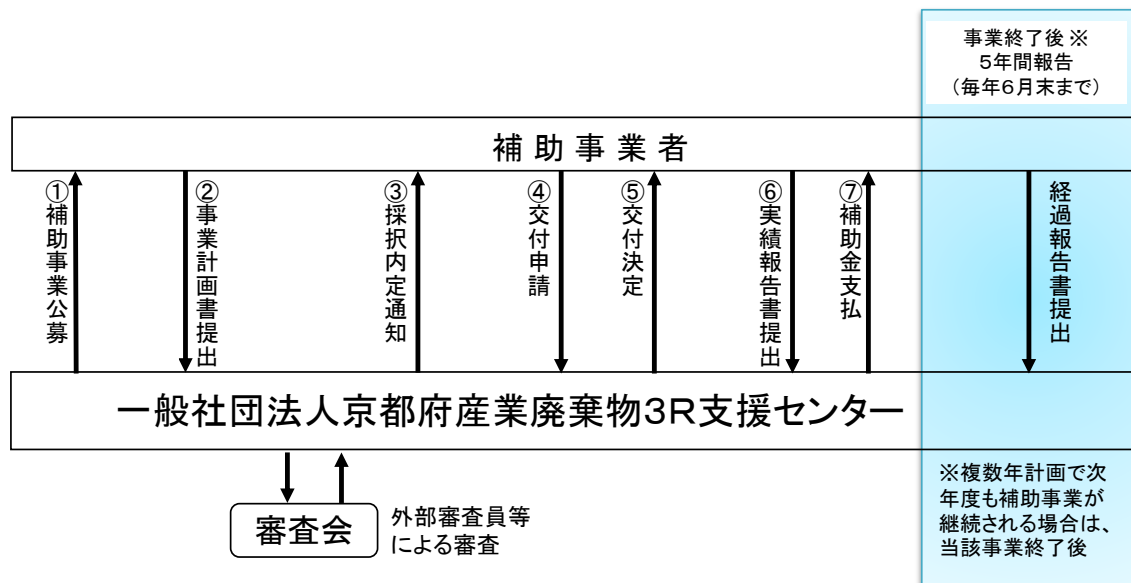 事業終了後※
5年間報告
（毎年6月末まで）
補助事業者
①補助事業公募
②事業計画書提出
③採択内定通知
④交付申請
⑤交付決定
⑥実績報告書提出
⑦補助金支払
経過報告書提出
一般社団法人京都府産業廃棄物3R支援センター
審査会
外部審査員等
による審査
※複数年計画で次
年度も補助事業が
継続される場合は、
当該事業終了後